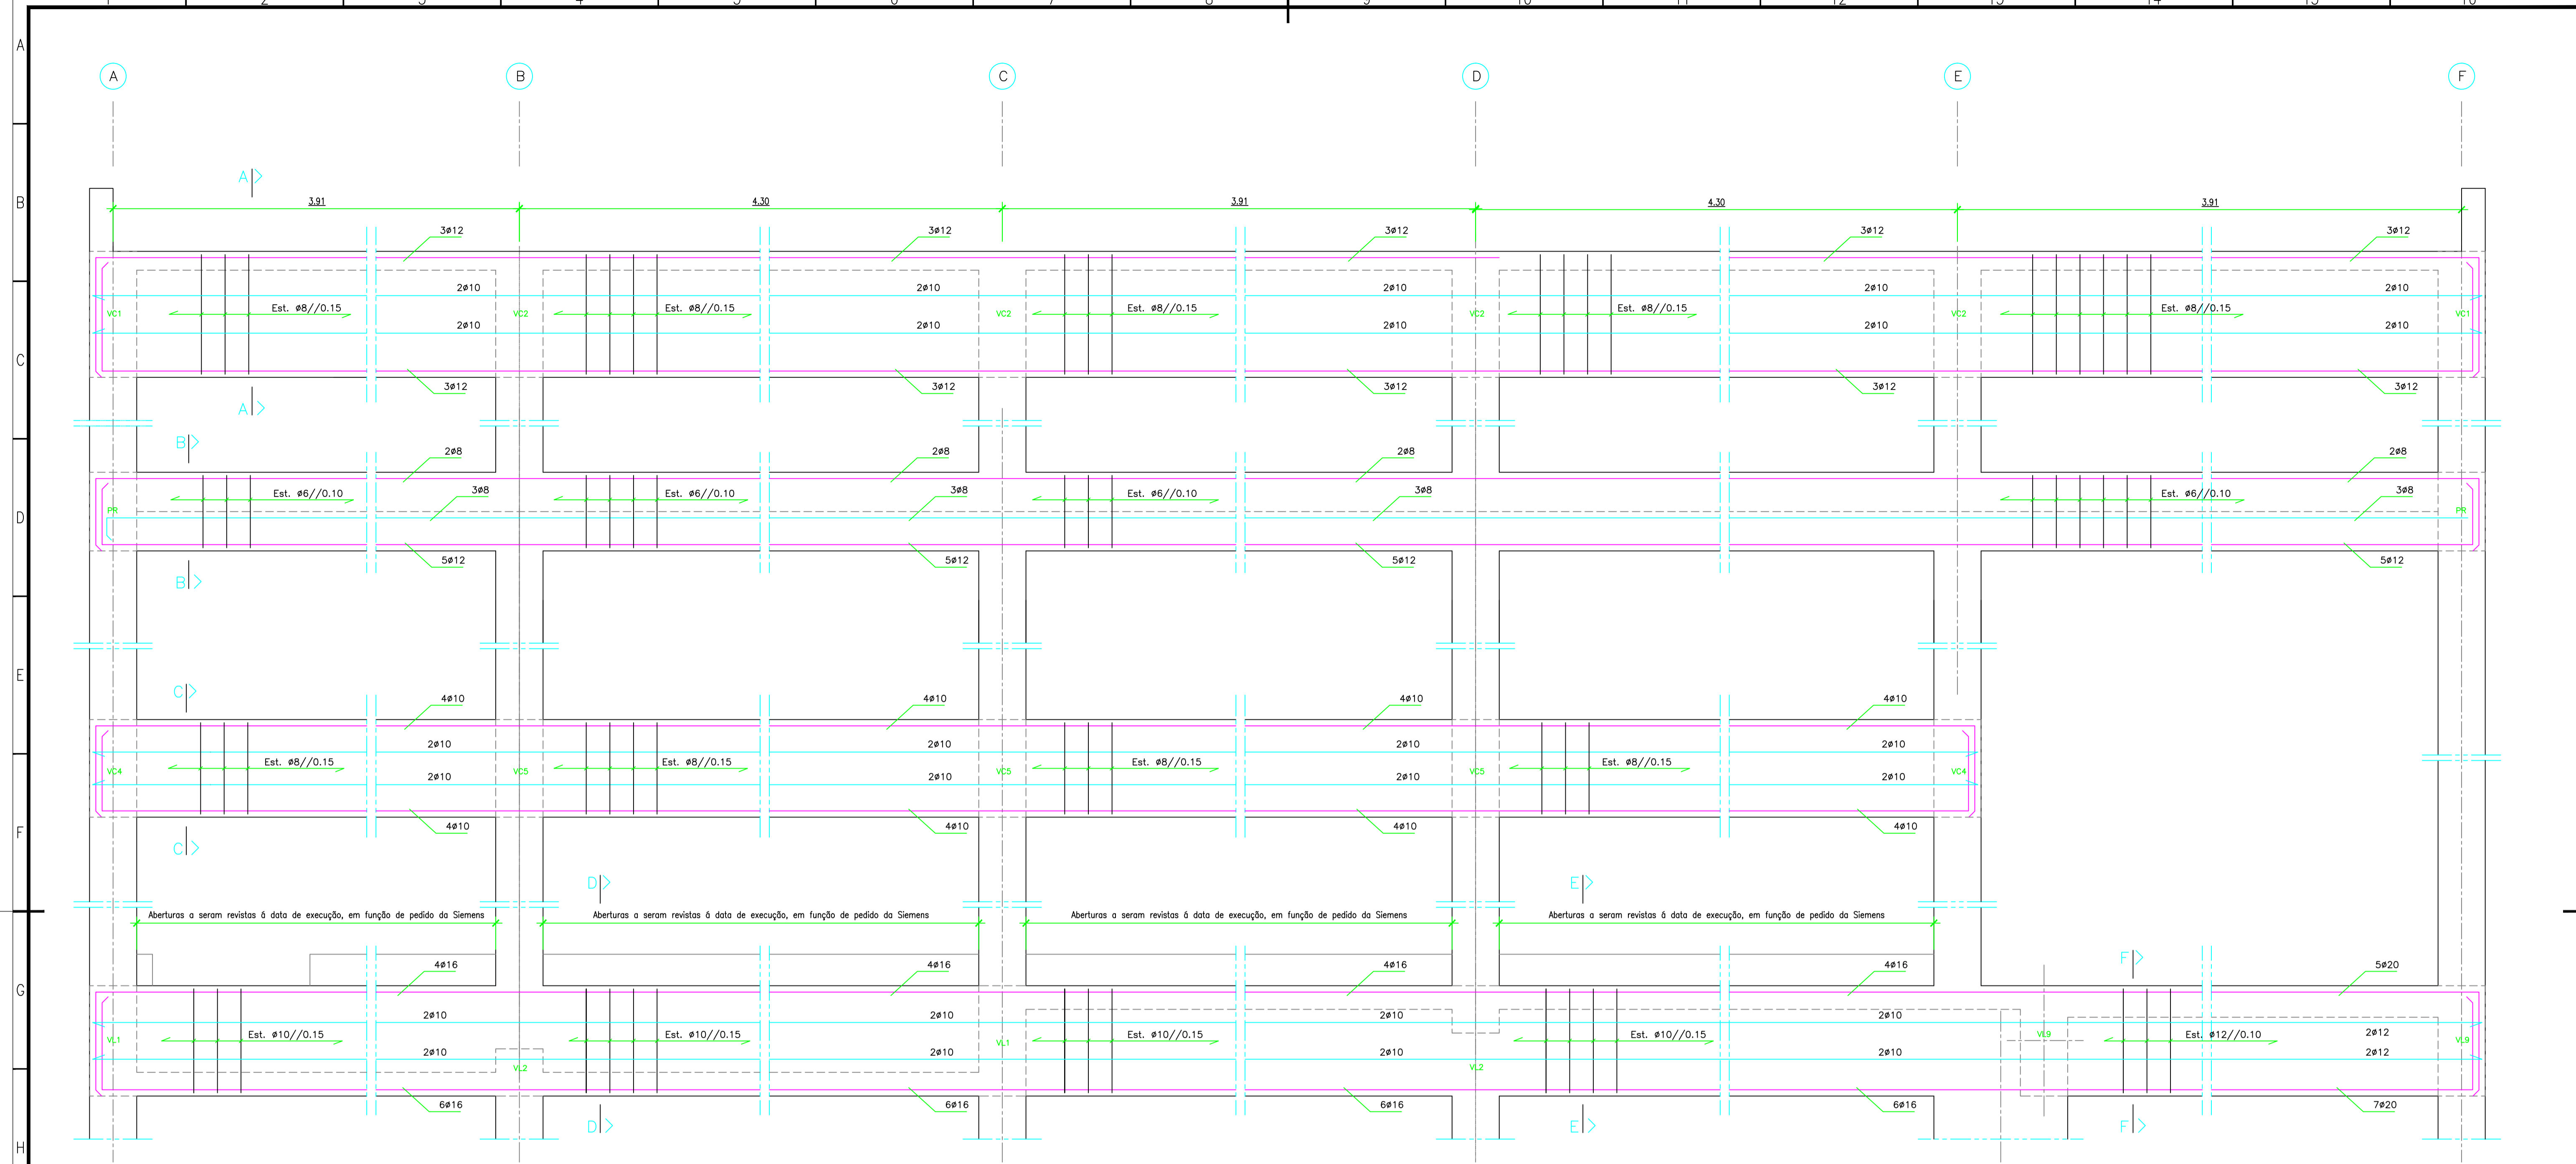 A B C D E F
A
A
B
3.91 4.30 3.91 4.30 3.91
3ø12 3ø12 3ø12 3ø12 3ø12
2ø10 2ø10 2ø10 2ø10 2ø10
Est. ø8//0.15 Est. ø8//0.15 Est. ø8//0.15 Est. ø8//0.15 Est. ø8//0.15
VC1 VC2 VC2 VC2 VC2 VC1
2ø10 2ø10 2ø10 2ø10 2ø10
C
3ø12 3ø12 3ø12 3ø12 3ø12
A
B
2ø8 2ø8 2ø8 2ø8
Est. ø6//0.10 3ø8 Est. ø6//0.10 3ø8 Est. ø6//0.10 3ø8 Est. ø6//0.10 3ø8
PR PR
D
5ø12 5ø12 5ø12 5ø12
B
E
C
4ø10 4ø10 4ø10 4ø10
2ø10 2ø10 2ø10 2ø10
Est. ø8//0.15 Est. ø8//0.15 Est. ø8//0.15 Est. ø8//0.15
VC4 VC5 VC5 VC5 VC4
2ø10 2ø10 2ø10 2ø10
4ø10 4ø10 4ø10 4ø10
F
C
D E
Aberturas a seram revistas á data de execução, em função de pedido da Siemens
Aberturas a seram revistas á data de execução, em função de pedido da Siemens
Aberturas a seram revistas á data de execução, em função de pedido da Siemens
Aberturas a seram revistas á data de execução, em função de pedido da Siemens
F
4ø16 4ø16 4ø16 4ø16 5ø20
G
2ø10 2ø10 2ø10 2ø10
Est. ø10//0.15 Est. ø10//0.15 Est. ø10//0.15 Est. ø10//0.15 VL9 Est. ø12//0.10 2ø12
VL1 VL1 VL9
2ø10 2ø10 2ø10 2ø10 2ø12
VL2 VL2
6ø16 6ø16 6ø16 6ø16 7ø20
D E F
H